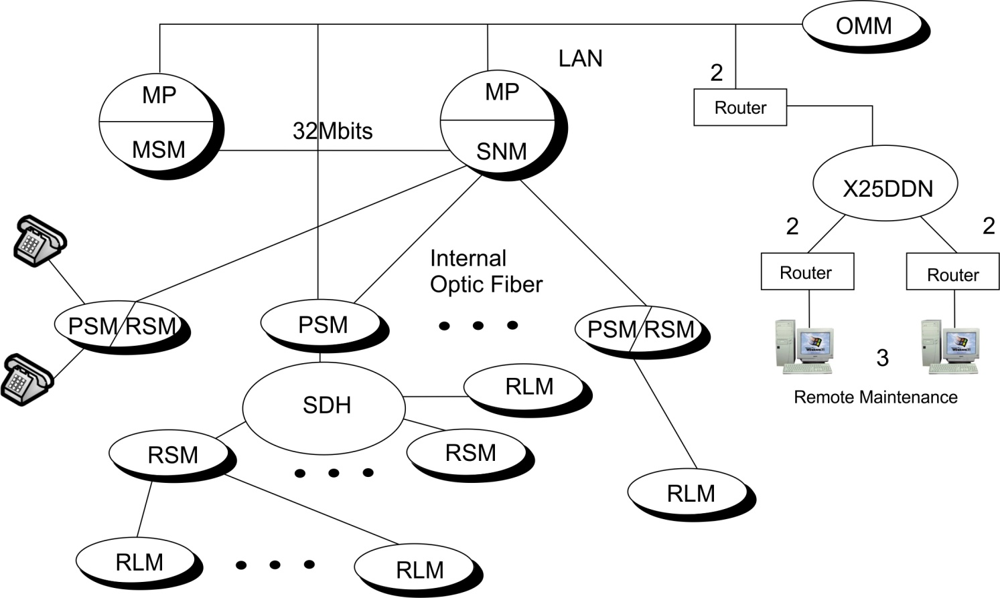 OMM
LAN
2
MP
MP
Router
32Mbits
MSM
SNM
X25DDN
2
2
Internal
Optic Fiber
Router
Router
PSM RSM
PSM
PSM RSM
3
Remote Maintenance
RLM
SDH
RSM
RSM
RLM
RLM
RLM